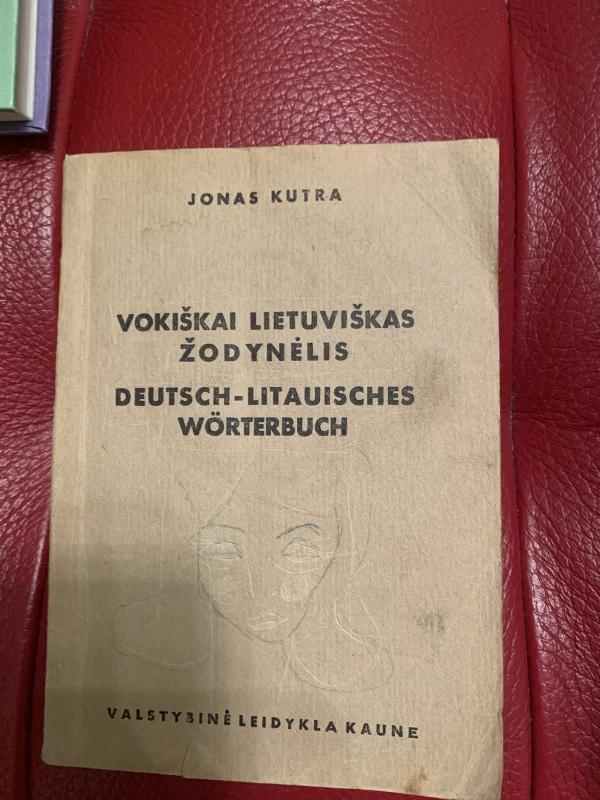 JONAS KUTRA
VOKIŠKAI LIETUVIŠKAS
ŽODYNĖLIS
DEUTSCH-LITAUISCHES
WÖRTERBUCH
VALSTYBINĖ LEIDYKLA KAUNE